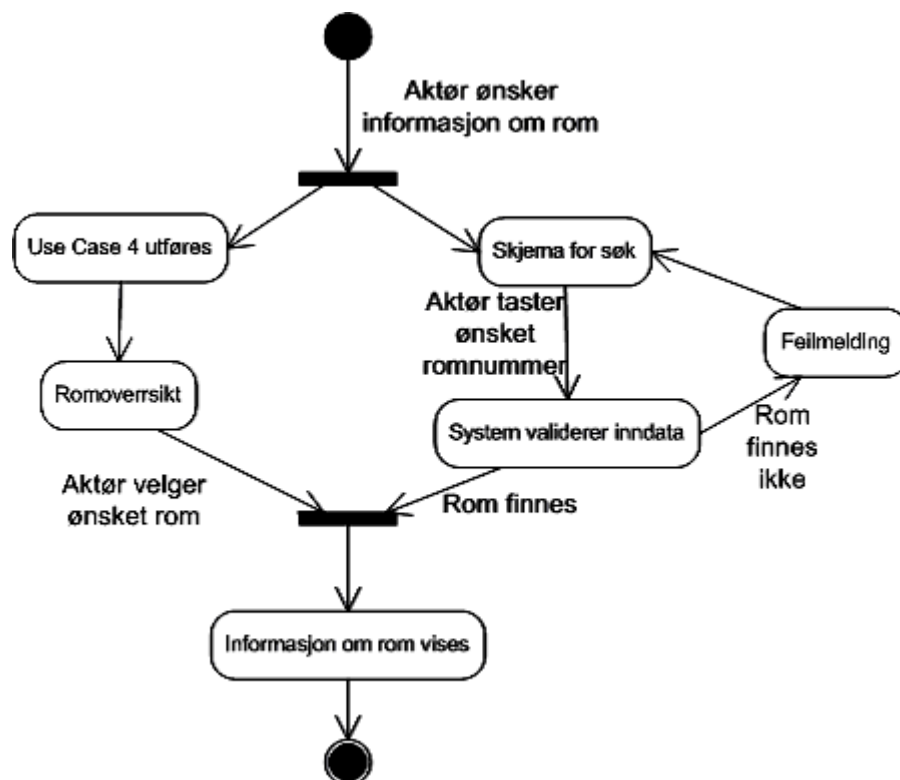 Aktør ønsker
informasjon om rom
Use Case 4 utføres
Skjerna for søk
Aktør taster
ønsket
romnummer
Feilmelding
Romoverrsikt
System validerer inndata
Rom
finnes
ikke
Aktør velger
ønsket rom
Rom finnes
Informasjon om rom vises